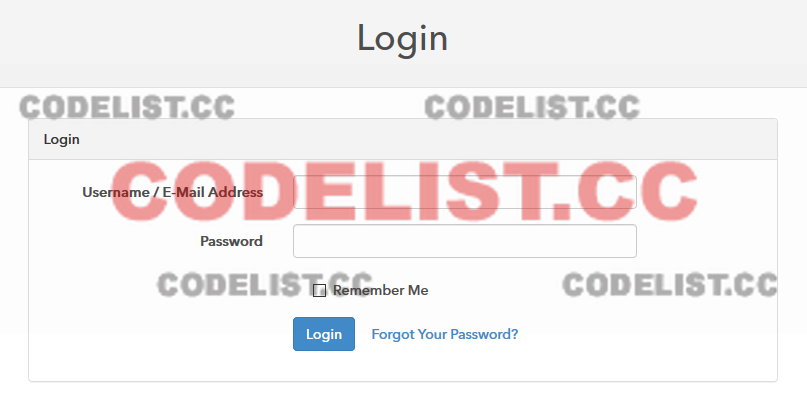 Login
CODELIST.CC CODELIST.CC
Login
CODELIST.CC
Username / E-Mail Address
Password
CODELIST.CC CODELIST.CC
Remember Me
Login Forgot Your Password?